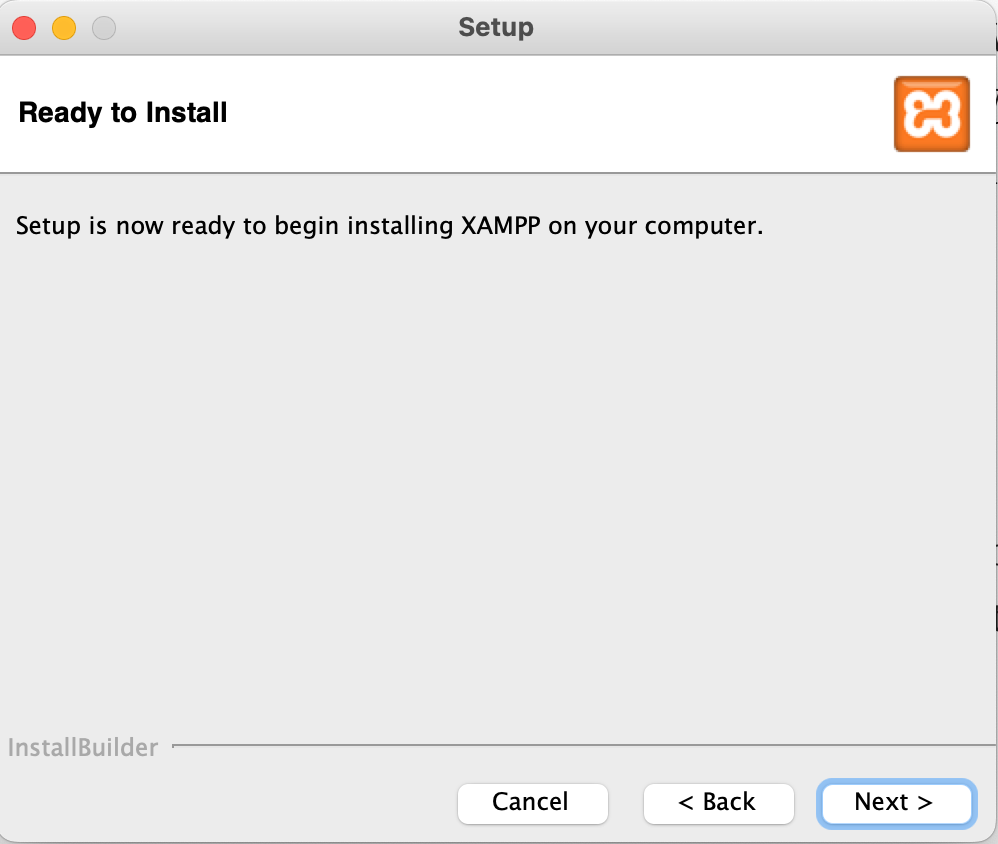 Setup
Ready to Install
Setup is now ready to begin installing XAMPP on your computer.
InstallBuilder
Cancel
< Back
Next >